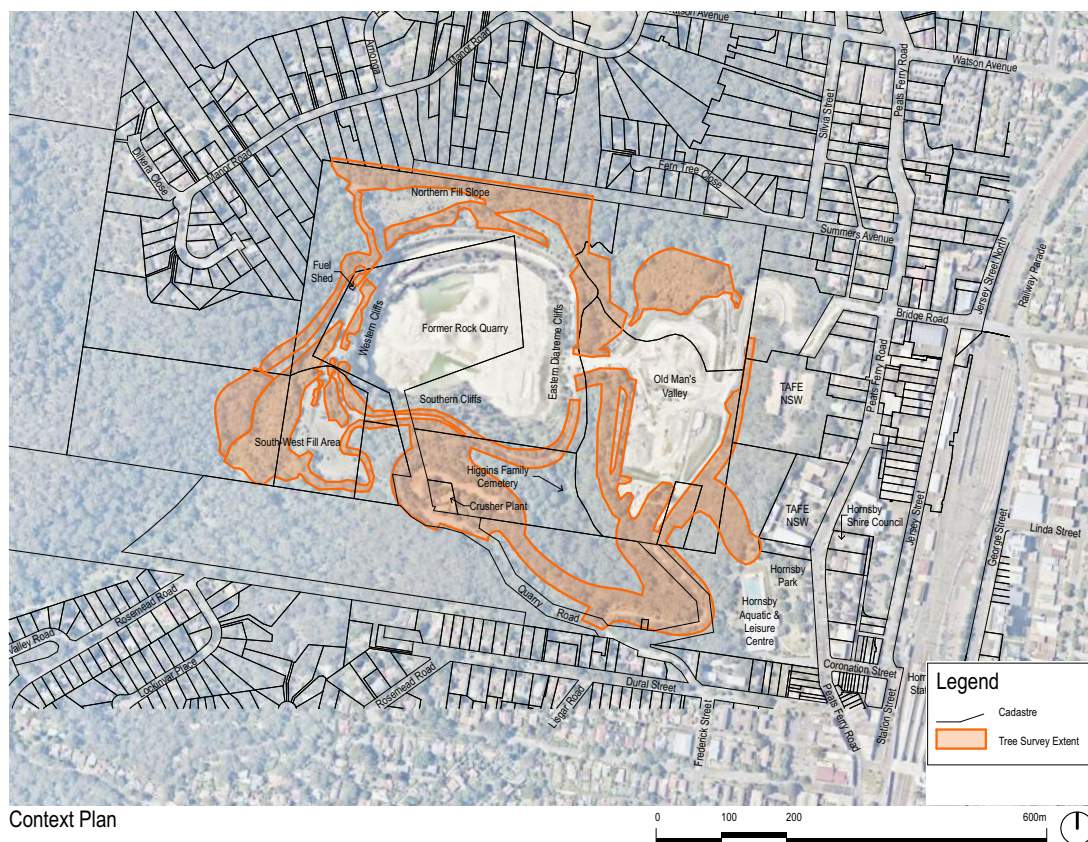 Watson Avenue
Peats Ferry Road
Watson Avenue
Manor Road
Silvia Street
Dilkera Close
Manor Road
Fern Tree Close
Northern Fill Slope
Summers Avenue
Jersey Street North
Railway Parade
Fuel
Shed
Western Cliffs
Former Rock Quarry
Eastern Diatreme Cliffs
Bridge Road
Peats Ferry Road
Old Man's
Valley
TAFE
NSW
Southern Cliffs
South-West Fill Area
Higgins Family
Cemetery
Crusher Plant
TAFE
NSW
Hornsby
Shire Council
Jersey Street
George Street
Linda Street
Hornsby
Park
Quarry Road
Hornsby
Aquatic &
Leisure
Centre
Rosemead Road
Valley Road
Lockinvar Place
Rosemead Road
Dural Street
Lisgar Road
Frederick Street
Coronation Street
Peats Ferry Road
Station Street
Legend
Cadastre
Tree Survey Extent
Context Plan
0 100 200 600m